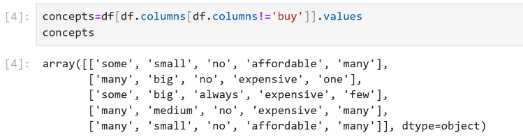 [4]: concepts=df[df.columns[df.columns!='buy']].values
concepts
[4]: array([['some', 'small', 'no', 'affordable', 'many'],
['many', 'big', 'no', 'expensive', 'one'],
['some', 'big', 'always', 'expensive', 'few'],
['many', 'medium', 'no', 'expensive', 'many'],
['many', 'small', 'no', 'affordable', 'many']], dtype=object)